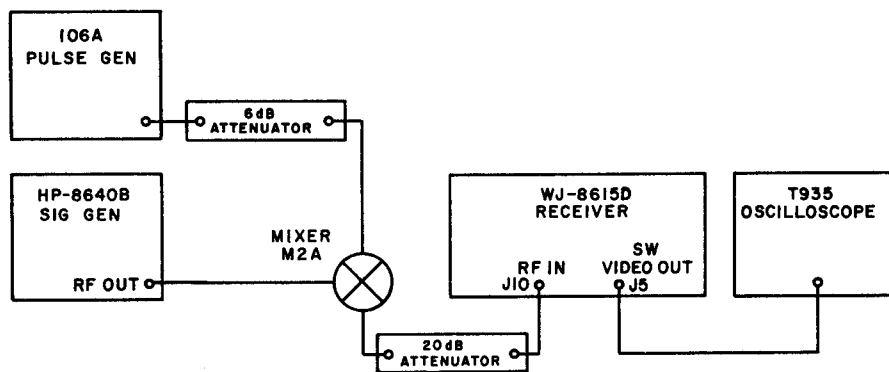 106A
PULSE GEN
6dB
ATTENUATOR
HP-8640B
SIG GEN
RF OUT
MIXER
M2A
20dB
ATTENUATOR
WJ-8615D
RECEIVER
RF IN
J10
SW
VIDEO OUT
J5
T935
OSCILLOSCOPE